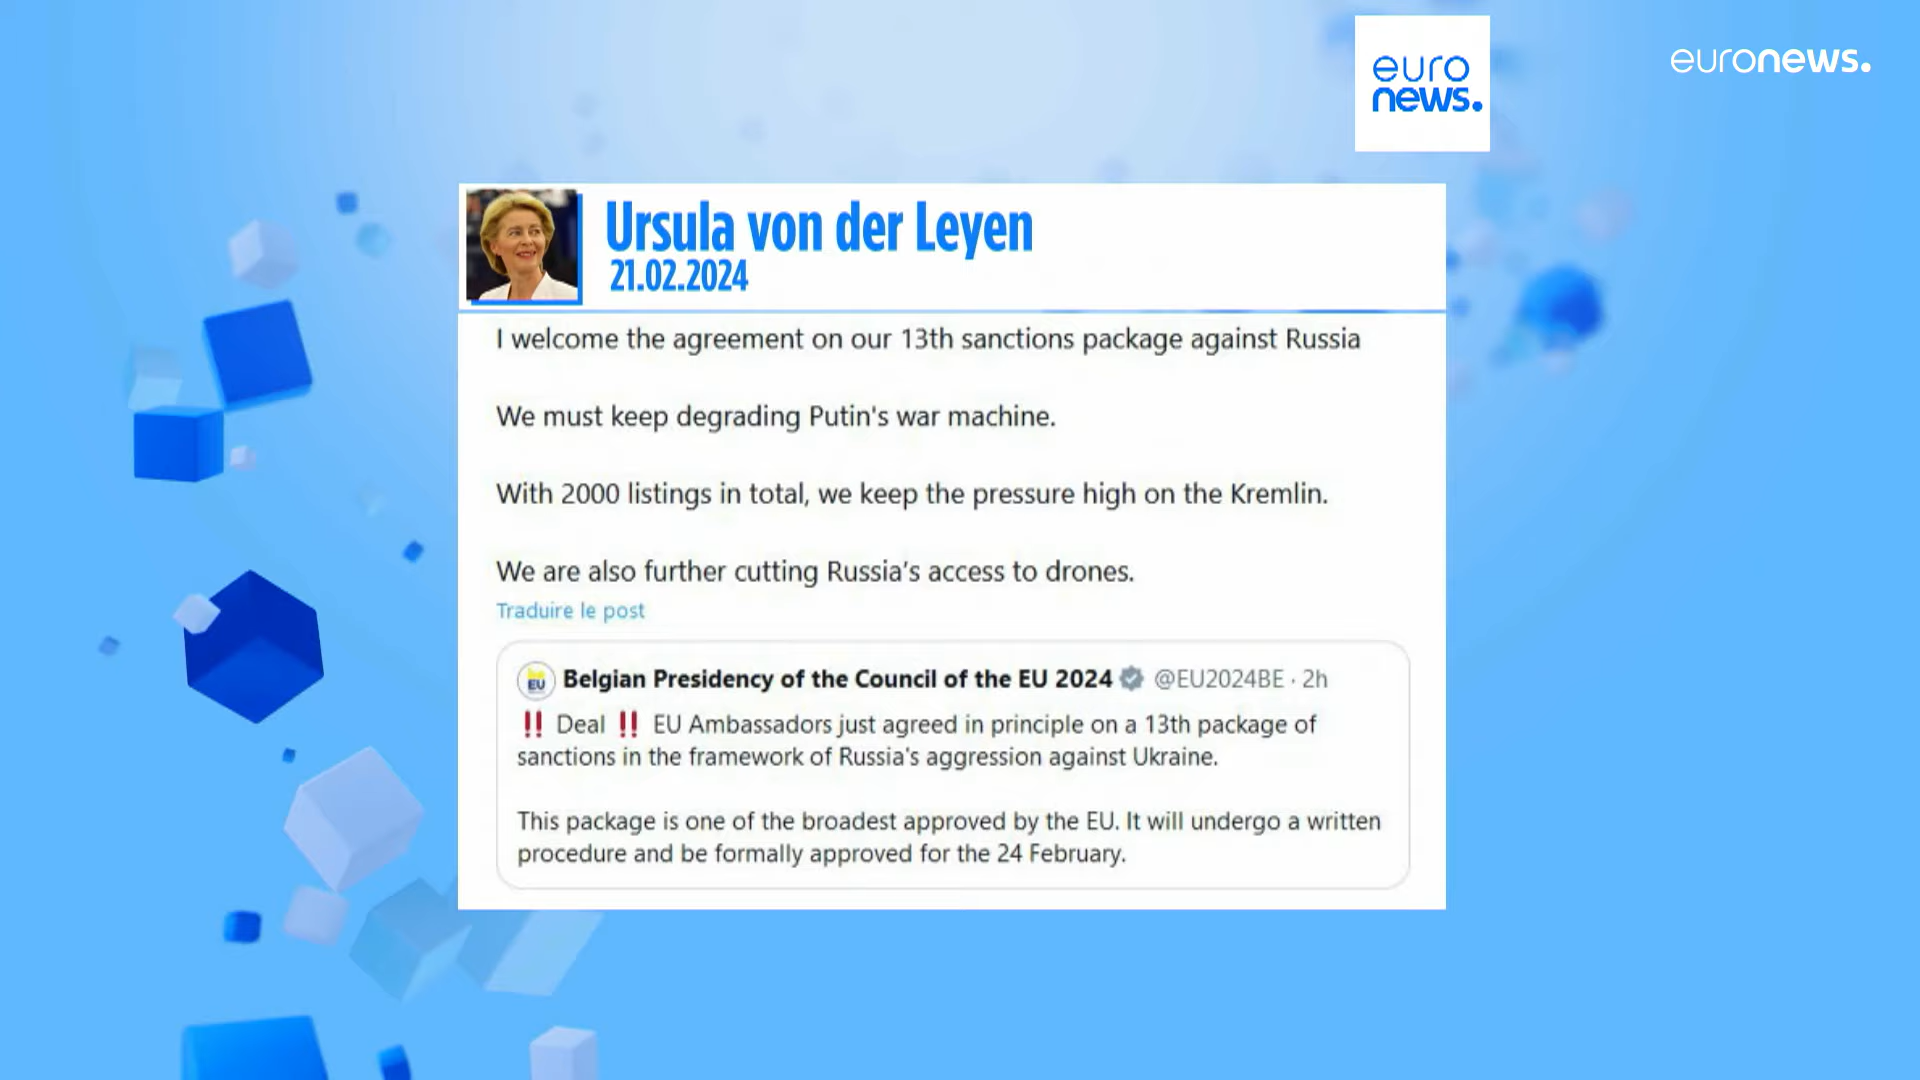 euro
news.
euronews.
Ursula von der Leyen
21.02.2024
I welcome the agreement on our 13th sanctions package against Russia
We must keep degrading Putin's war machine.
With 2000 listings in total, we keep the pressure high on the Kremlin.
We are also further cutting Russia's access to drones.
Traduire le post
EU
Belgian Presidency of the Council of the EU 2024 @EU2024BE · 2h
‼ Deal ‼ EU Ambassadors just agreed in principle on a 13th package of
sanctions in the framework of Russia's aggression against Ukraine.
This package is one of the broadest approved by the EU. It will undergo a written
procedure and be formally approved for the 24 February.